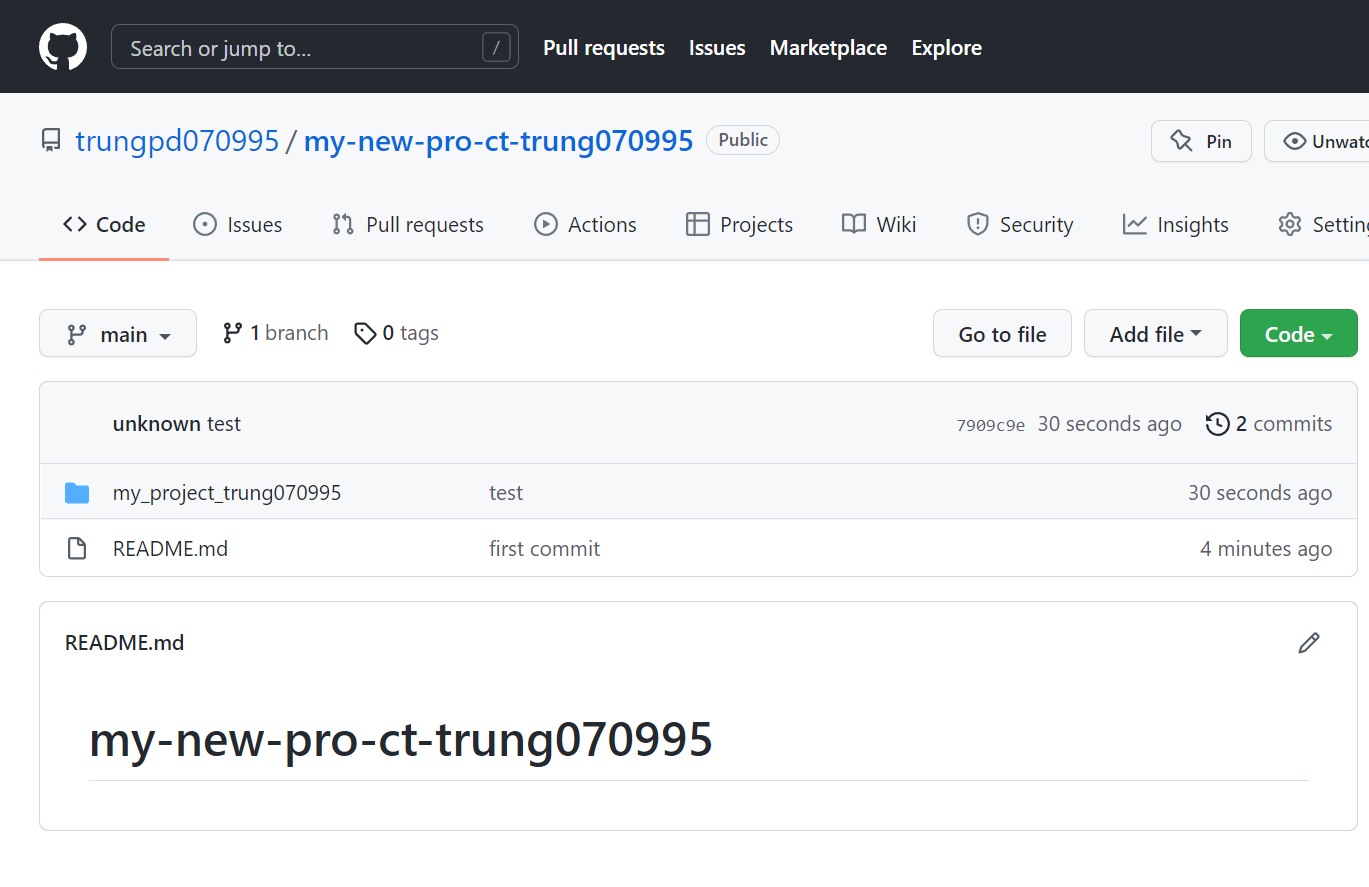 Search or jump to... / Pull requests Issues Marketplace Explore
trungpd070995 / my-new-pro-ct-trung070995 Public Pin Unwatc
Code Issues Pull requests Actions Projects Wiki Security Insights Setting
main 1 branch 0 tags Go to file Add file Code
unknown test 7909c9e 30 seconds ago 2 commits
my_project_trung070995 test 30 seconds ago
README.md first commit 4 minutes ago
README.md
my-new-pro-ct-trung070995